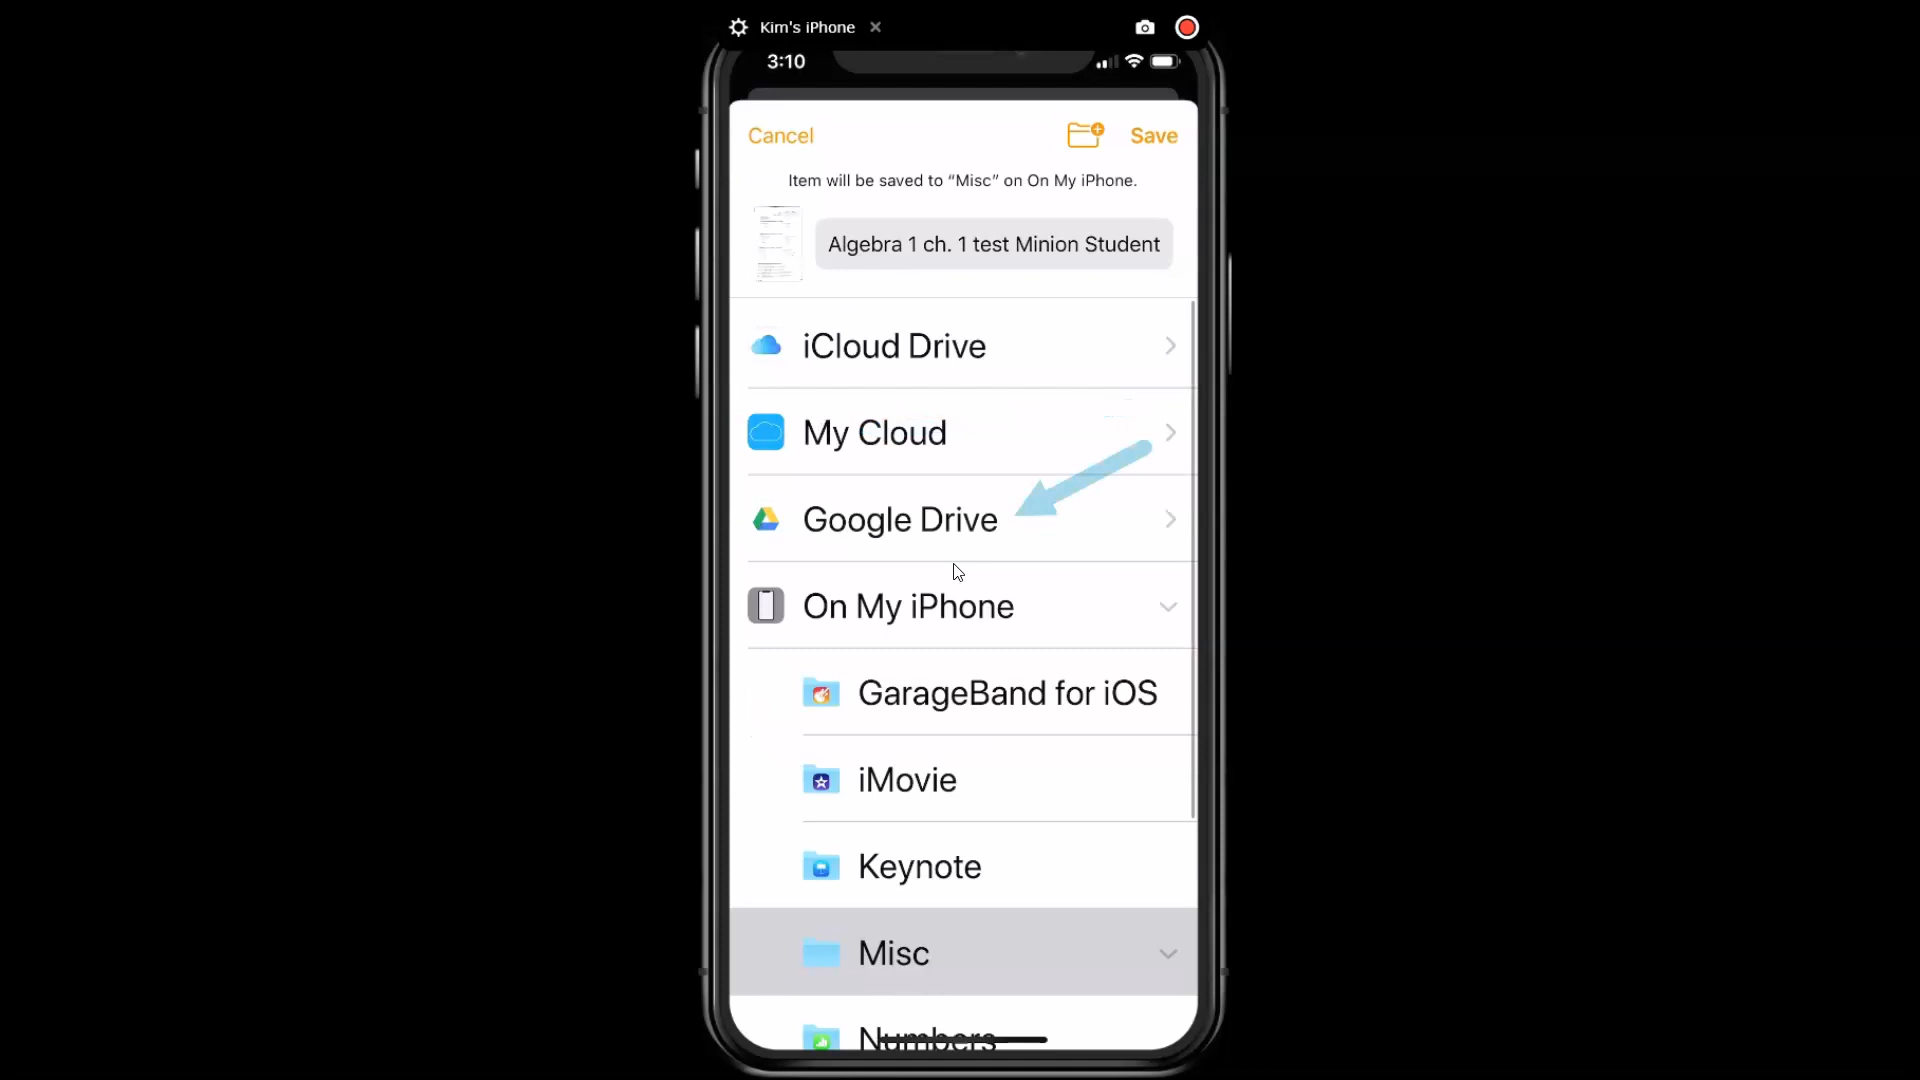 Kim's iPhone
3:10
Cancel
Save
Item will be saved to “Misc” on On My iPhone.
Algebra 1 ch. 1 test Minion Student
iCloud Drive
My Cloud
Google Drive
On My iPhone
GarageBand for iOS
iMovie
Keynote
Misc
Numbers